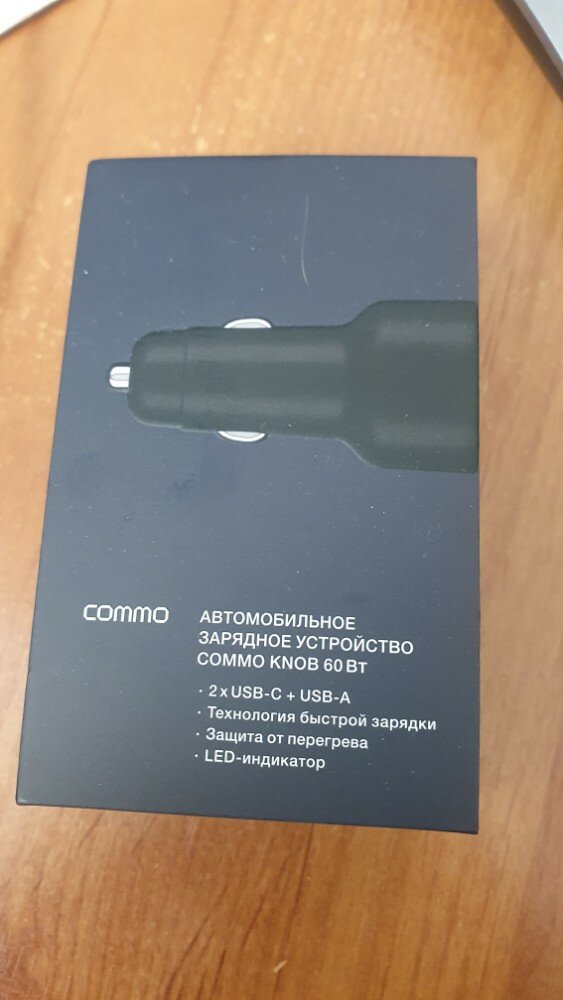 commo
АВТОМОБИЛЬНОЕ
ЗАРЯДНОЕ УСТРОЙСТВО
COMMO KNOB 60 Вт
· 2 x USB-C + USB-A
· Технология быстрой зарядки
· Защита от перегрева
· LED-индикатор